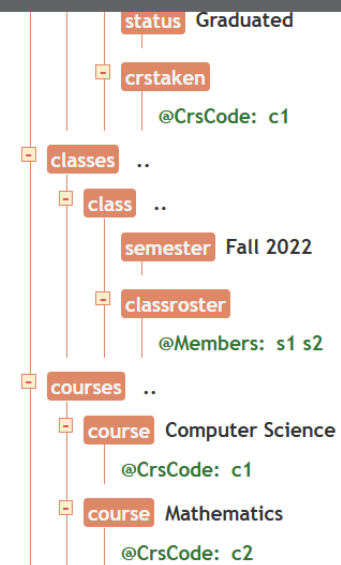 status Graduated
crstaken
@CrsCode: c1
classes ..
class ..
semester Fall 2022
classroster
@Members: s1 s2
courses ..
course Computer Science
@CrsCode: c1
course Mathematics
@CrsCode: c2